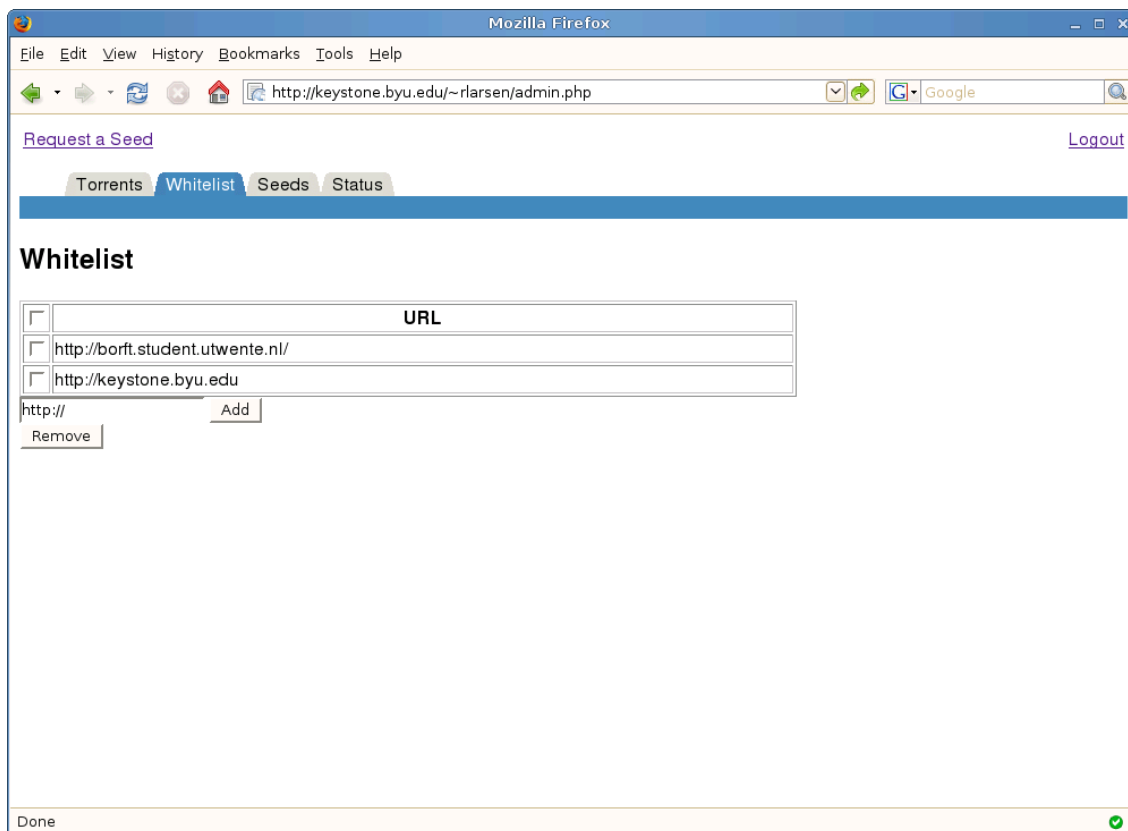 Mozilla Firefox
File Edit View History Bookmarks Tools Help
http://keystone.byu.edu/~rlarsen/admin.php G Google
Request a Seed Logout
Torrents Whitelist Seeds Status
Whitelist
URL
http://borft.student.utwente.nl/
http://keystone.byu.edu
http:// Add
Remove
Done